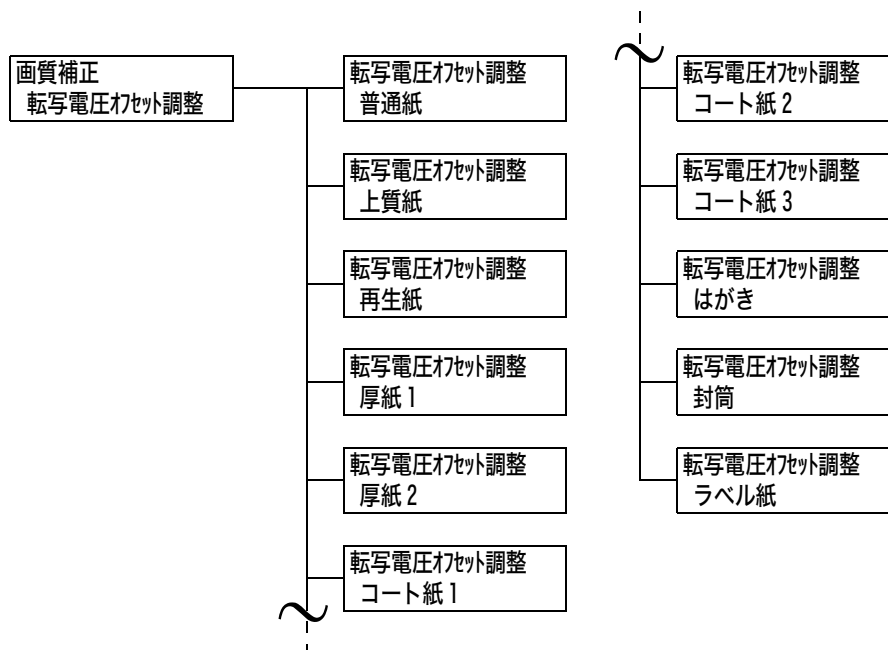 画質補正
転写電圧ｵﾌｾｯﾄ調整
転写電圧ｵﾌｾｯﾄ調整
普通紙
転写電圧ｵﾌｾｯﾄ調整
上質紙
転写電圧ｵﾌｾｯﾄ調整
再生紙
転写電圧ｵﾌｾｯﾄ調整
厚紙 1
転写電圧ｵﾌｾｯﾄ調整
厚紙 2
転写電圧ｵﾌｾｯﾄ調整
コート紙 1
転写電圧ｵﾌｾｯﾄ調整
コート紙 2
転写電圧ｵﾌｾｯﾄ調整
コート紙 3
転写電圧ｵﾌｾｯﾄ調整
はがき
転写電圧ｵﾌｾｯﾄ調整
封筒
転写電圧ｵﾌｾｯﾄ調整
ラベル紙